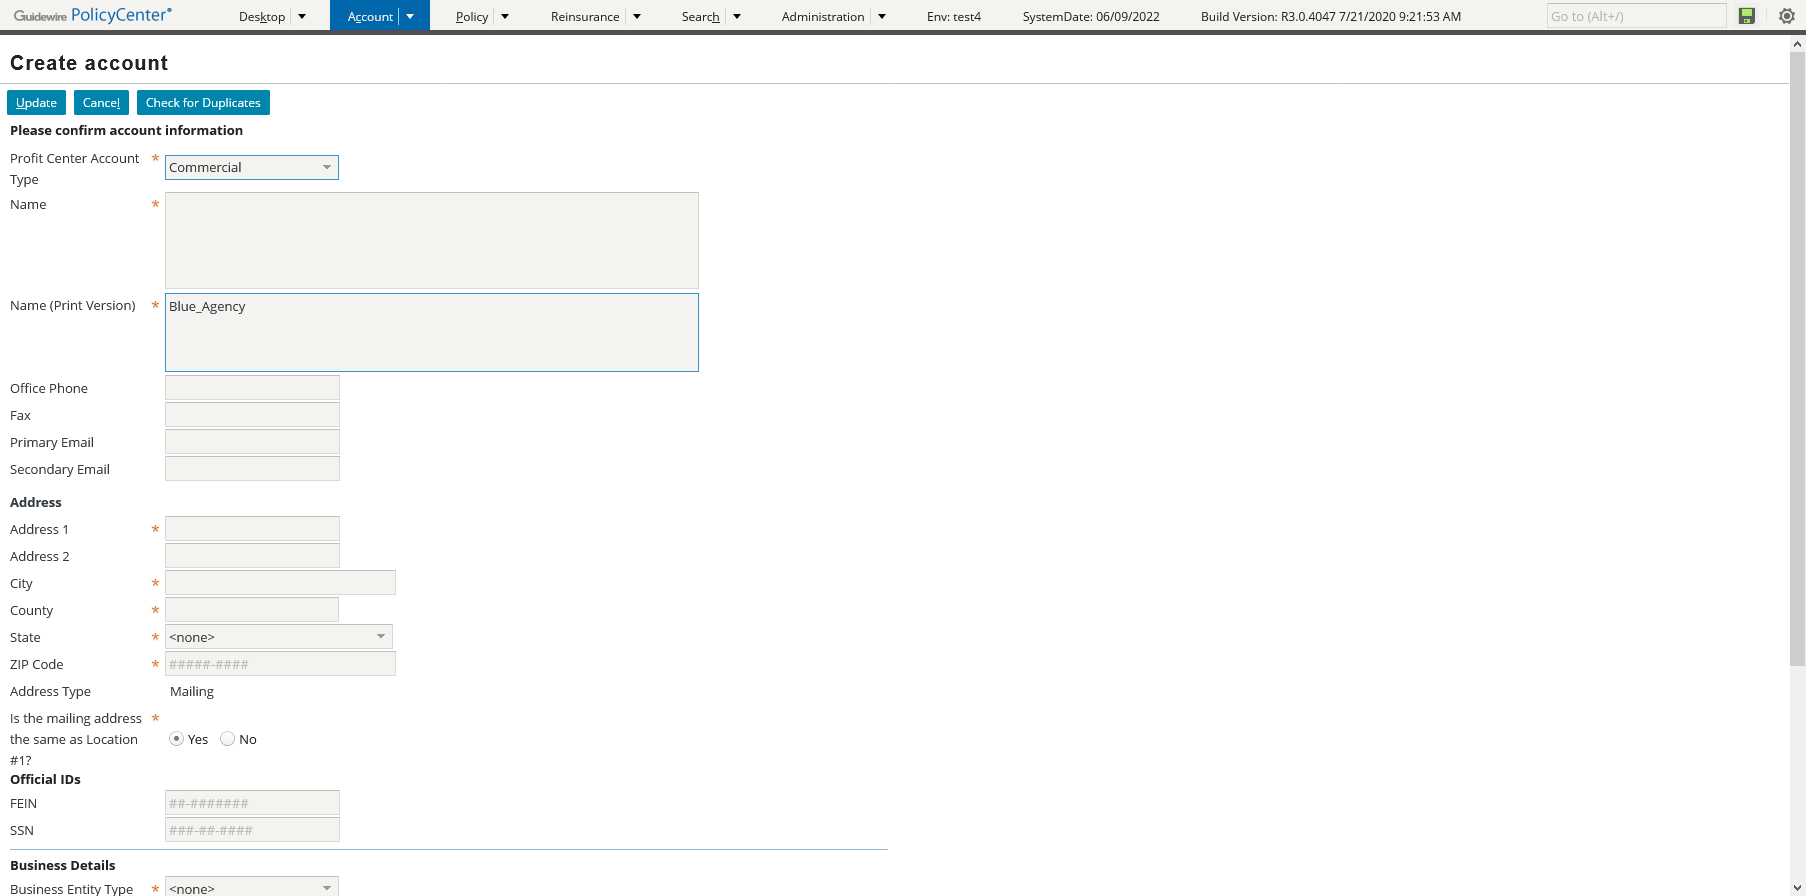 Guidewire PolicyCenter® Desktop Account Policy Reinsurance Search Administration Env: test4 SystemDate: 06/09/2022 Build Version: R3.0.4047 7/21/2020 9:21:53 AM Go to (Alt+/)
Create account
Update Cancel Check for Duplicates
Please confirm account information
Profit Center Account
Type
* Commercial
Name *
Name (Print Version) * Blue_Agency
Office Phone
Fax
Primary Email
Secondary Email
Address
Address 1 *
Address 2
City *
County *
State * <none>
ZIP Code * #####-####
Address Type Mailing
Is the mailing address *
the same as Location Yes No
#1?
Official IDs
FEIN ##-#######
SSN ###-##-####
Business Details
Business Entity Type * <none>